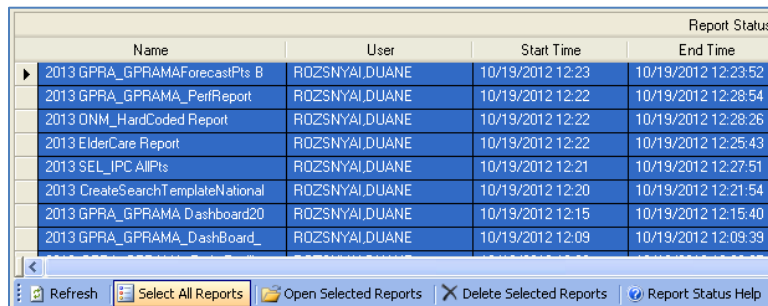 Report Status
Name User Start Time End Time
2013 GPRA_GPRAMAForecastPts B ROZSNYAI,DUANE 10/19/2012 12:23 10/19/2012 12:23:52
2013 GPRA_GPRAMA_PerfReport ROZSNYAI,DUANE 10/19/2012 12:22 10/19/2012 12:28:54
2013 ONM_HardCoded Report ROZSNYAI,DUANE 10/19/2012 12:22 10/19/2012 12:28:26
2013 ElderCare Report ROZSNYAI,DUANE 10/19/2012 12:22 10/19/2012 12:25:43
2013 SEL_IPC AllPts ROZSNYAI,DUANE 10/19/2012 12:21 10/19/2012 12:27:51
2013 CreateSearchTemplateNational ROZSNYAI,DUANE 10/19/2012 12:20 10/19/2012 12:21:54
2013 GPRA_GPRAMA Dashboard20 ROZSNYAI,DUANE 10/19/2012 12:15 10/19/2012 12:15:40
2013 GPRA_GPRAMA_DashBoard_ ROZSNYAI,DUANE 10/19/2012 12:09 10/19/2012 12:09:39
Refresh Select All Reports Open Selected Reports Delete Selected Reports Report Status Help